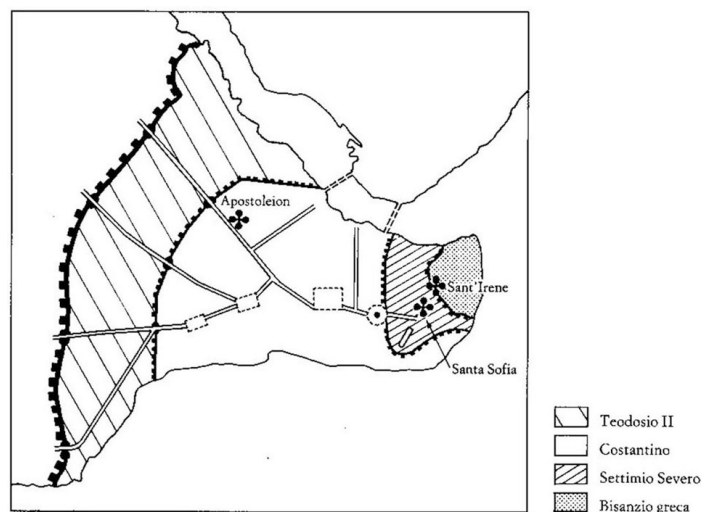 Apostoleion
Sant'Irene
Santa Sofia
Teodosio II
Costantino
Settimio Severo
Bisanzio greca